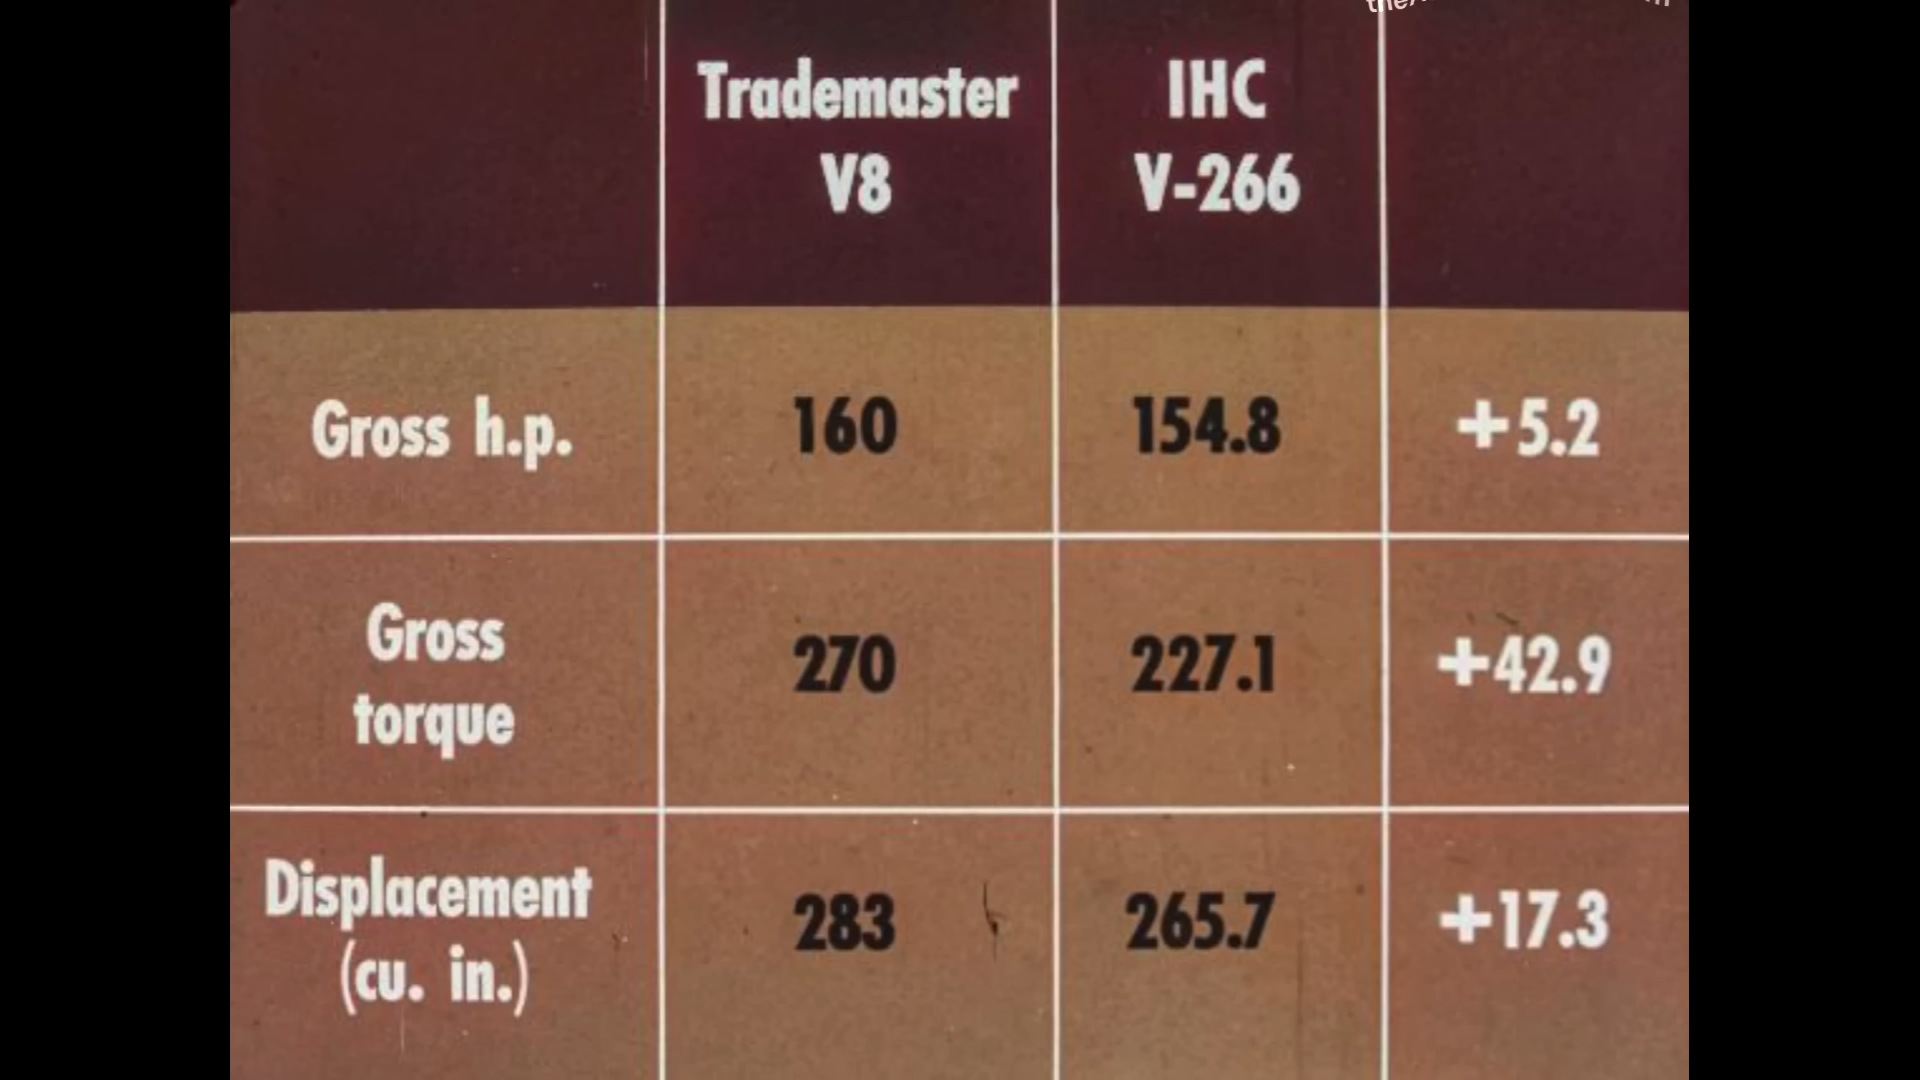 Trademaster
V8
IHC
V-266
Gross h.p.
160
154.8
+5.2
Gross
torque
270
227.1
+42.9
Displacement
(cu. in.)
283
265.7
+17.3